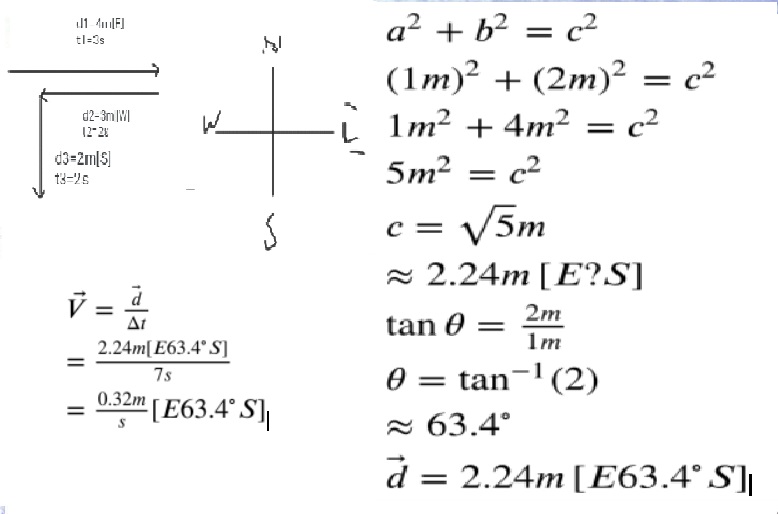 d1=4m[E]
t1=3s
d2=3m[W]
t2=2s
d3=2m[S]
t3=2s
N
W
E
S
V⃗ = d⃗/Δt
= 2.24m[E63.4°S]/7s
= 0.32m/s [E63.4°S]
a² + b² = c²
(1m)² + (2m)² = c²
1m² + 4m² = c²
5m² = c²
c = √5m
≈ 2.24m [E?S]
tan θ = 2m/1m
θ = tan⁻¹(2)
≈ 63.4°
d⃗ = 2.24m [E63.4°S]